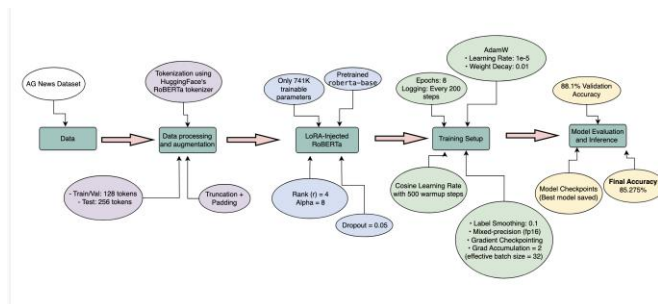 AG News Dataset
Data
Tokenization using
HuggingFace's
RoBERTa tokenizer
Data processing
and augmentation
- Train/Val: 128 tokens
- Test: 256 tokens
Truncation +
Padding
Only 741K
trainable
parameters
Pretrained
roberta-base
LoRA-Injected
RoBERTa
Rank (r) = 4
Alpha = 8
Dropout = 0.05
Epochs: 8
Logging: Every 200
steps
AdamW
• Learning Rate: 1e-5
• Weight Decay: 0.01
Training Setup
Cosine Learning Rate
with 500 warmup steps
• Label Smoothing: 0.1
• Mixed-precision (fp16)
• Gradient Checkpointing
• Grad Accumulation = 2
(effective batch size = 32)
88.1% Validation
Accuracy
Model Evaluation
and Inference
Model Checkpoints
(Best model saved)
Final Accuracy
85.275%